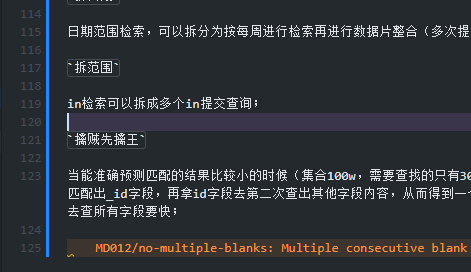 114
115 日期范围检索，可以拆分为按每周进行检索再进行数据片整合（多次提
116
117 `拆范围`
118
119 in检索可以拆成多个in提交查询；
120
121 `擒贼先擒王`
122
123 当能准确预测匹配的结果比较小的时候（集合100w，需要查找的只有30
匹配出_id字段，再拿id字段去第二次查出其他字段内容，从而得到一个
去查所有字段要快；
124
125 MD012/no-multiple-blanks: Multiple consecutive blank